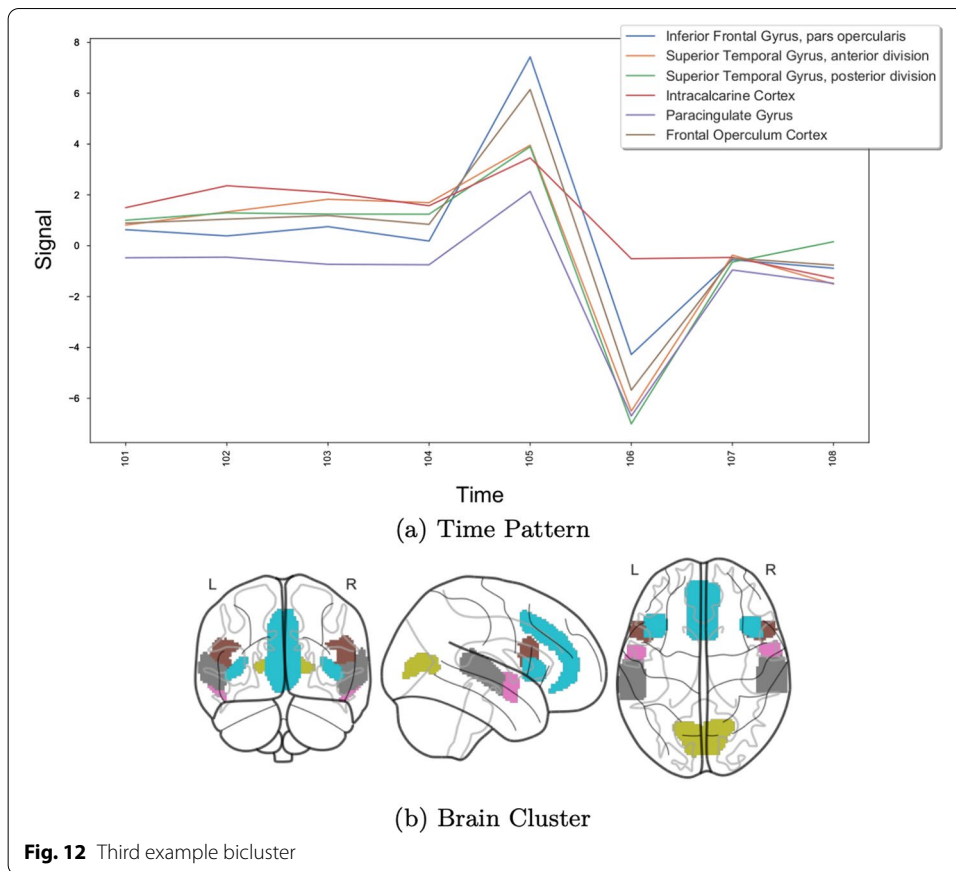 Inferior Frontal Gyrus, pars opercularis
Superior Temporal Gyrus, anterior division
Superior Temporal Gyrus, posterior division
Intracalcarine Cortex
Paracingulate Gyrus
Frontal Operculum Cortex
8
6
4
2
0
−2
−4
−6
Signal
101 102 103 104 105 106 107 108
Time
(a) Time Pattern
L R L R
(b) Brain Cluster
Fig. 12 Third example bicluster